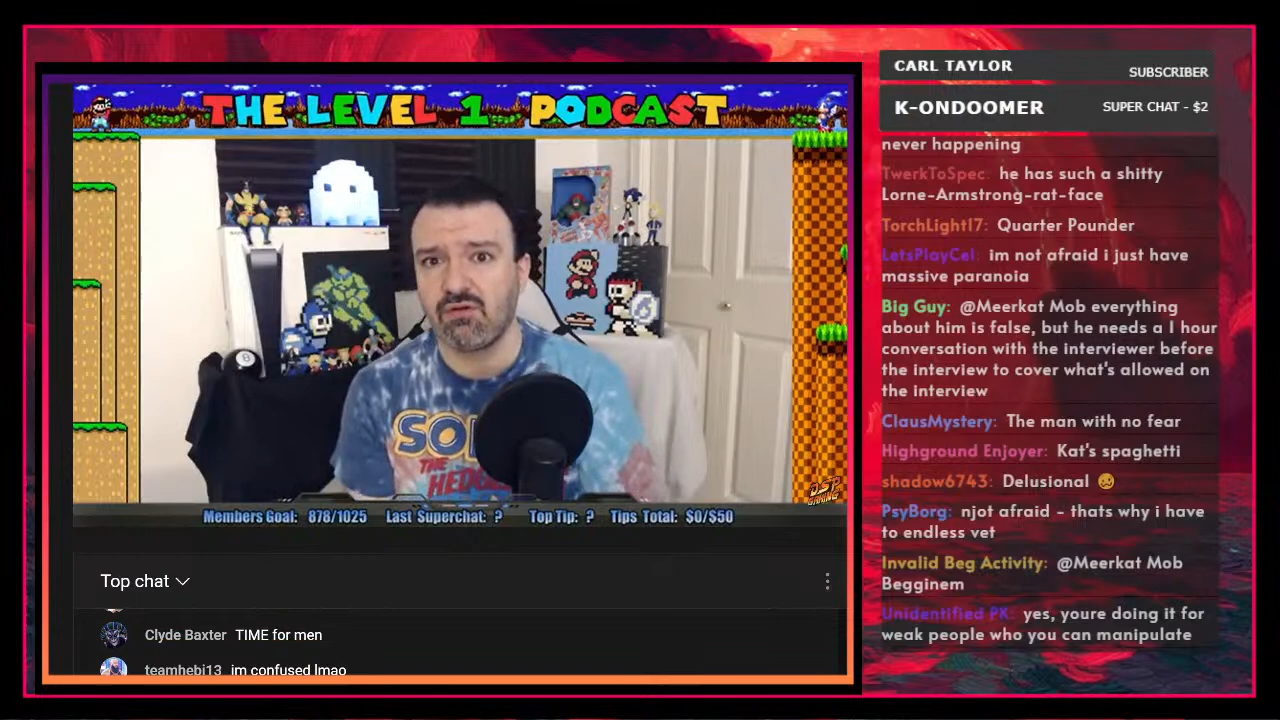 THE LEVEL 1 PODCAST
SONIC
THE
HEDGEHOG
8
DSP
GAMING
Members Goal: 878/1025 Last Superchat: ? Top Tip: ? Tips Total: $0/$50
Top chat
Clyde Baxter TIME for men
teamhebi13 im confused lmao
CARL TAYLOR SUBSCRIBER
K-ONDOOMER SUPER CHAT - $2
never happening
TwerkToSpec: he has such a shitty
Lorne-Armstrong-rat-face
TorchLight17: Quarter Pounder
LetsPlayCel: im not afraid i just have
massive paranoia
Big Guy: @Meerkat Mob everything
about him is false, but he needs a 1 hour
conversation with the interviewer before
the interview to cover what's allowed on
the interview
ClausMystery: The man with no fear
Highground Enjoyer: Kat's spaghetti
shadow6743: Delusional
PsyBorg: njot afraid - thats why i have
to endless vet
Invalid Beg Activity: @Meerkat Mob
Begginem
Unidentified PK: yes, youre doing it for
weak people who you can manipulate